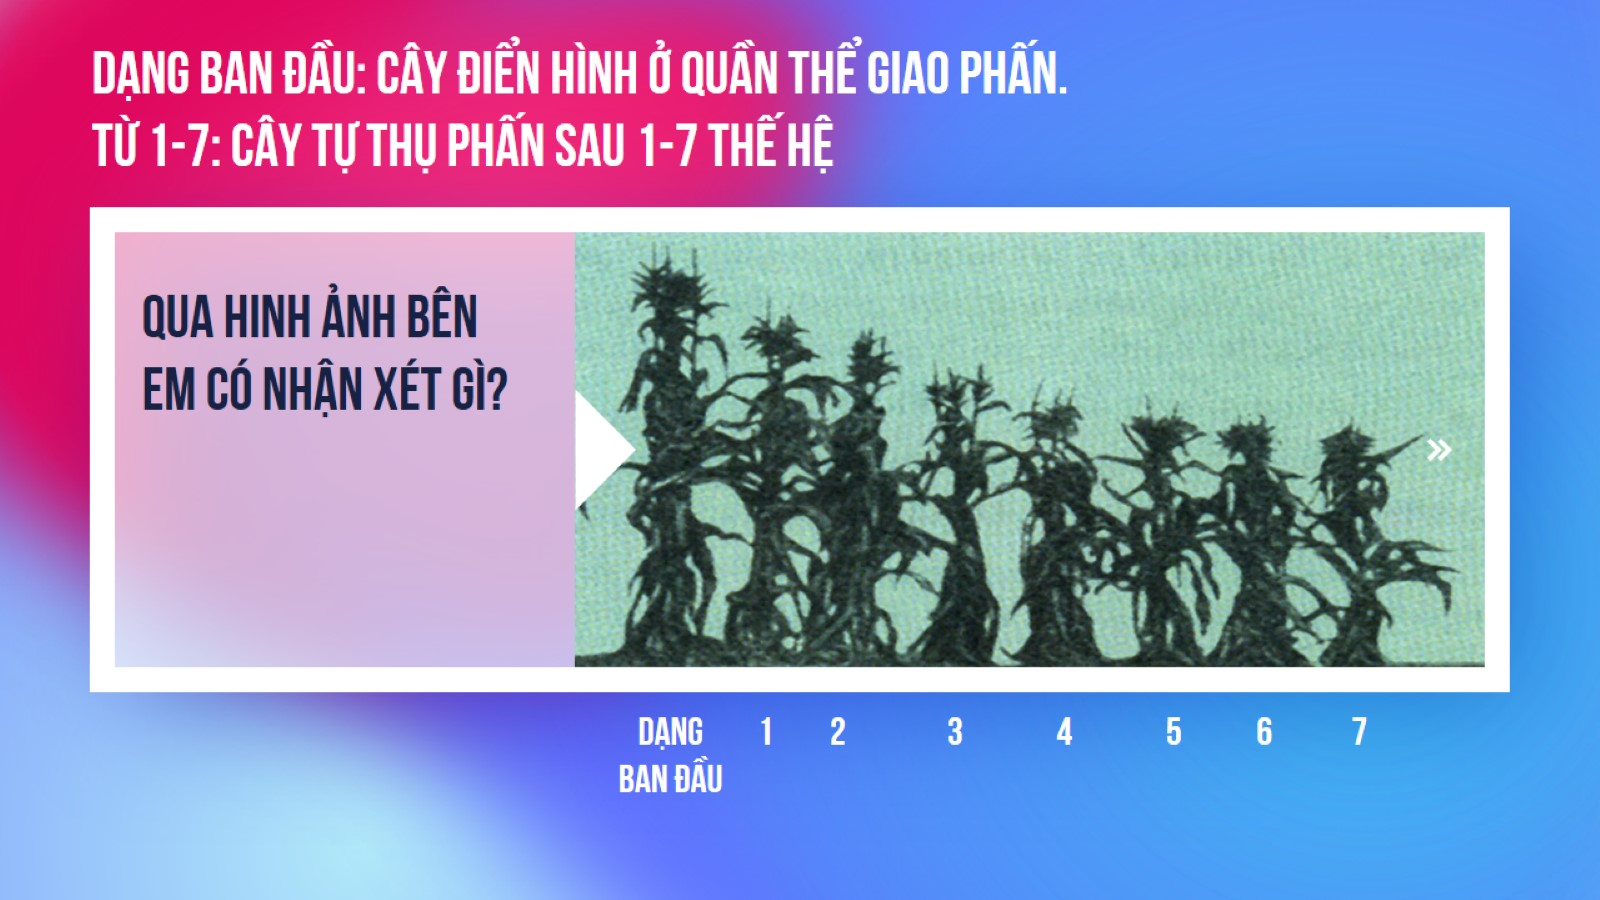 DẠNG BAN ĐẦU: CÂY ĐIỂN HÌNH Ở QUẦN THỂ GIAO PHẤN.
TỪ 1-7: CÂY TỰ THỤ PHẤN SAU 1-7 THẾ HỆ
QUA HINH ẢNH BÊN
EM CÓ NHẬN XÉT GÌ?
DẠNG 1 2 3 4 5 6 7
BAN ĐẦU